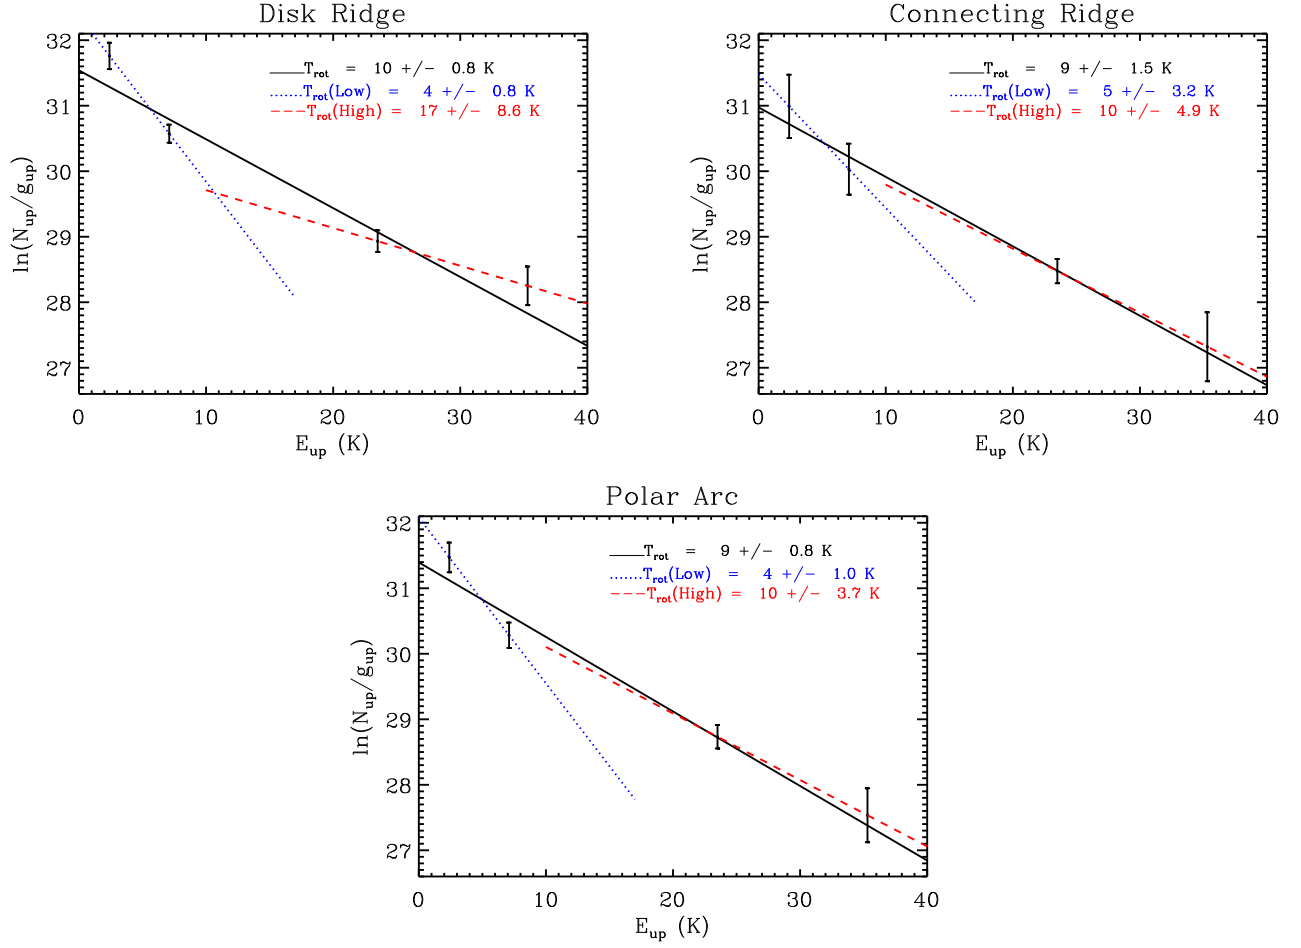 Disk Ridge
T_rot = 10 +/− 0.8 K
T_rot(Low) = 4 +/− 0.8 K
T_rot(High) = 17 +/− 8.6 K
32
31
30
29
28
27
ln(N_up/g_up)
0 10 20 30 40
E_up (K)
Connecting Ridge
T_rot = 9 +/− 1.5 K
T_rot(Low) = 5 +/− 3.2 K
T_rot(High) = 10 +/− 4.9 K
32
31
30
29
28
27
ln(N_up/g_up)
0 10 20 30 40
E_up (K)
Polar Arc
T_rot = 9 +/− 0.8 K
T_rot(Low) = 4 +/− 1.0 K
T_rot(High) = 10 +/− 3.7 K
32
31
30
29
28
27
ln(N_up/g_up)
0 10 20 30 40
E_up (K)